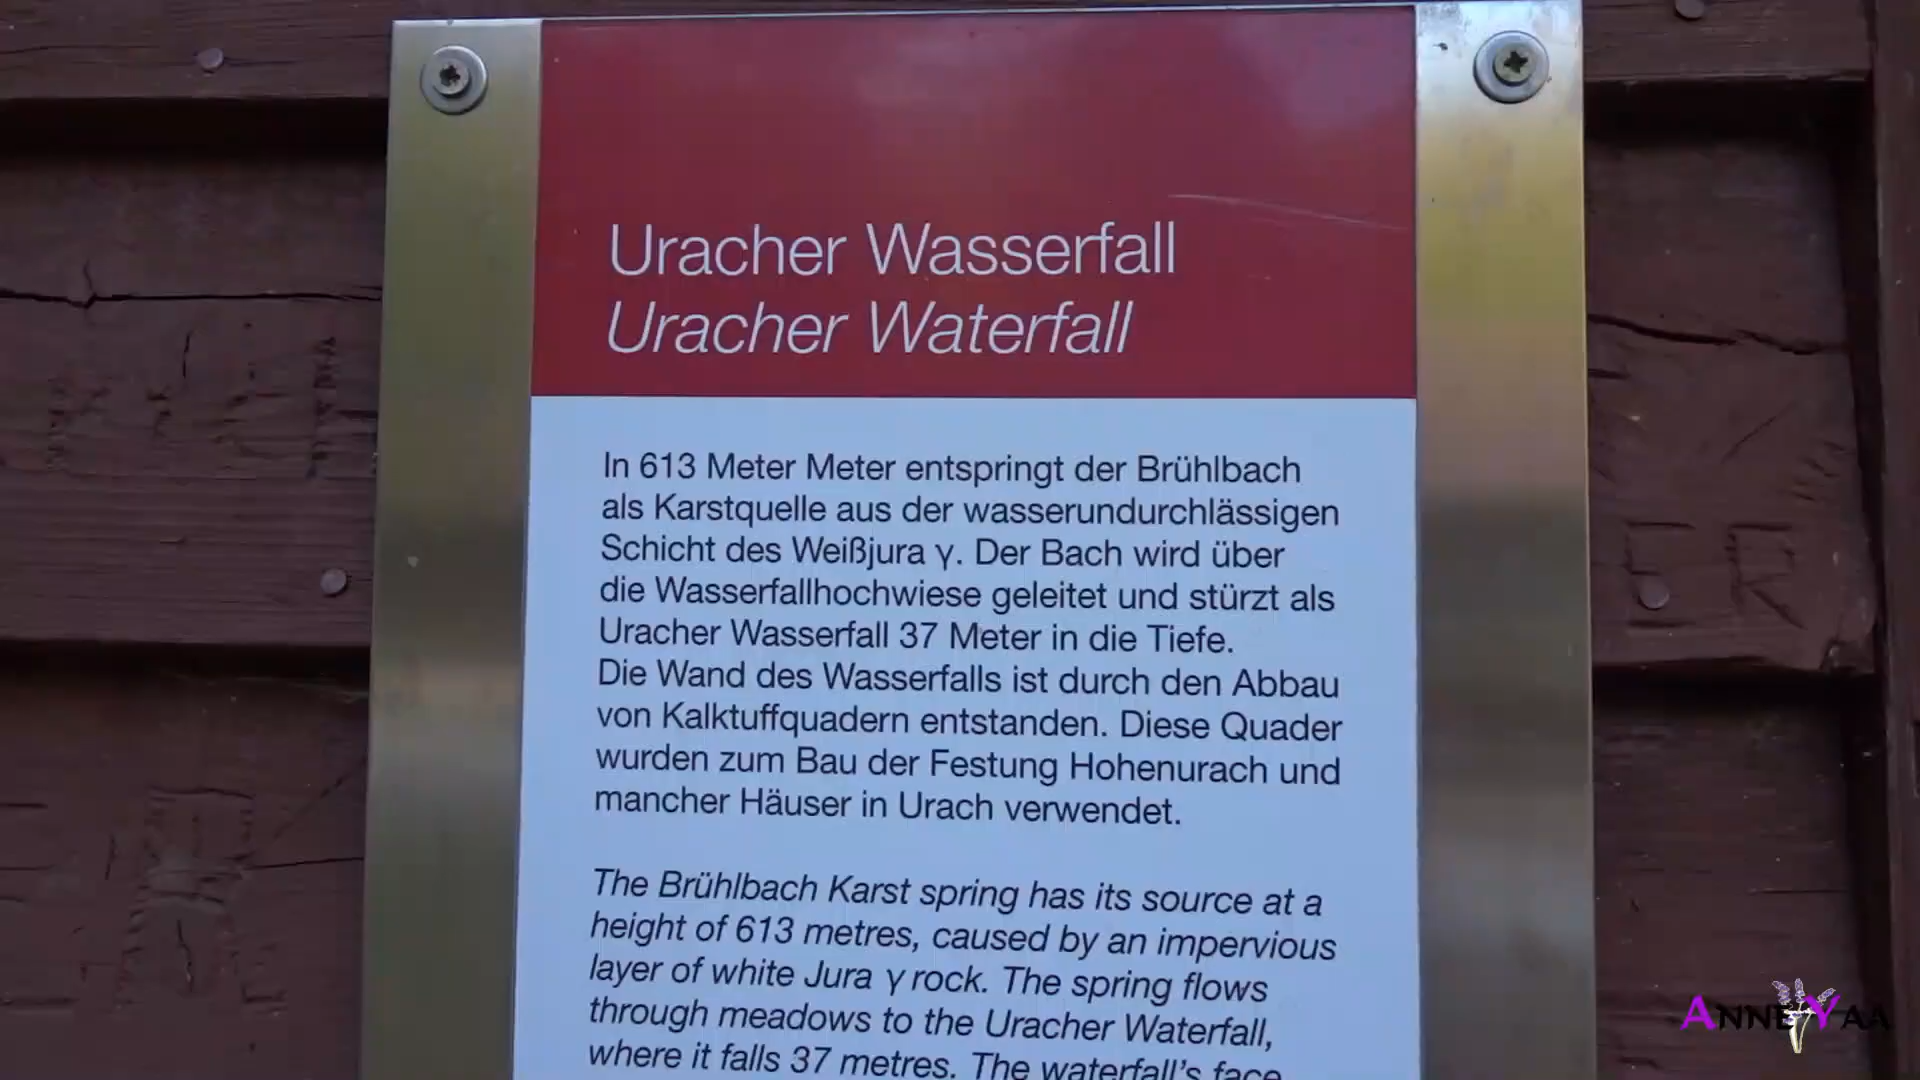 Uracher Wasserfall
Uracher Waterfall
In 613 Meter Meter entspringt der Brühlbach
als Karstquelle aus der wasserundurchlässigen
Schicht des Weißjura γ. Der Bach wird über
die Wasserfallhochwiese geleitet und stürzt als
Uracher Wasserfall 37 Meter in die Tiefe.
Die Wand des Wasserfalls ist durch den Abbau
von Kalktuffquadern entstanden. Diese Quader
wurden zum Bau der Festung Hohenurach und
mancher Häuser in Urach verwendet.
The Brühlbach Karst spring has its source at a
height of 613 metres, caused by an impervious
layer of white Jura γ rock. The spring flows
through meadows to the Uracher Waterfall,
where it falls 37 metres. The waterfall's face
ANNE YAA